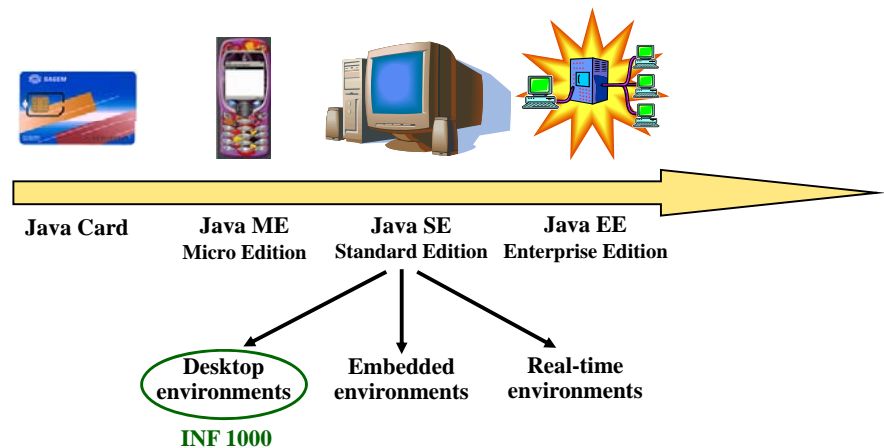 SAGEM
Java Card
Java ME
Micro Edition
Java SE
Standard Edition
Java EE
Enterprise Edition
Desktop
environments
Embedded
environments
Real-time
environments
INF 1000